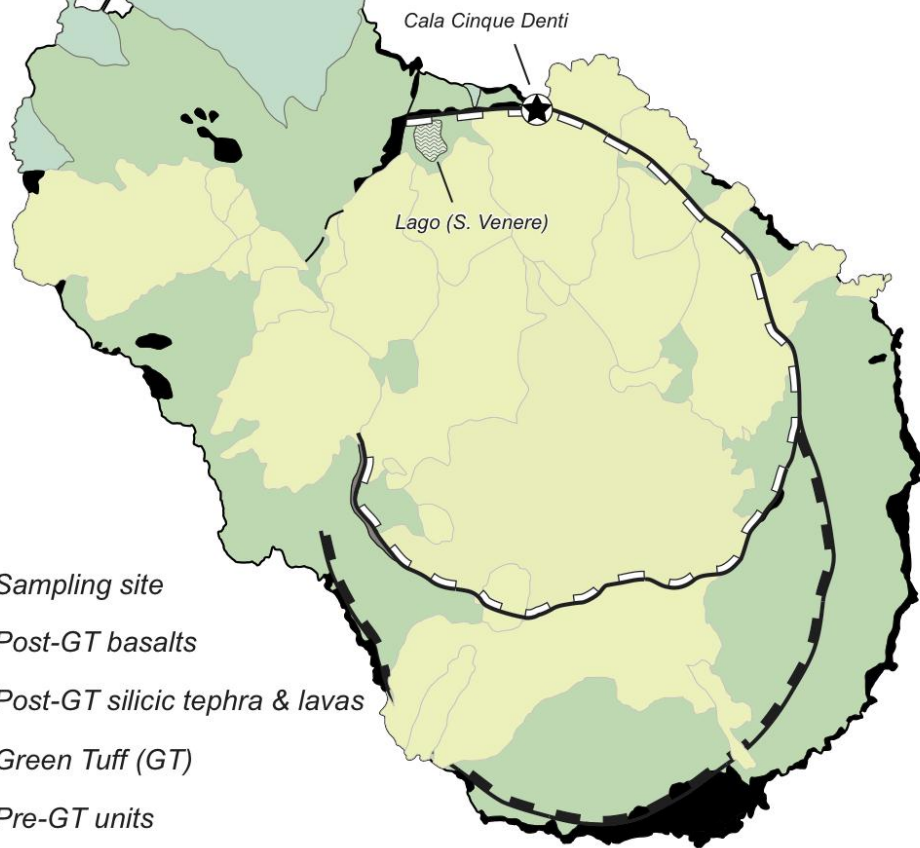 Cala Cinque Denti
Lago (S. Venere)
Sampling site
Post-GT basalts
Post-GT silicic tephra & lavas
Green Tuff (GT)
Pre-GT units